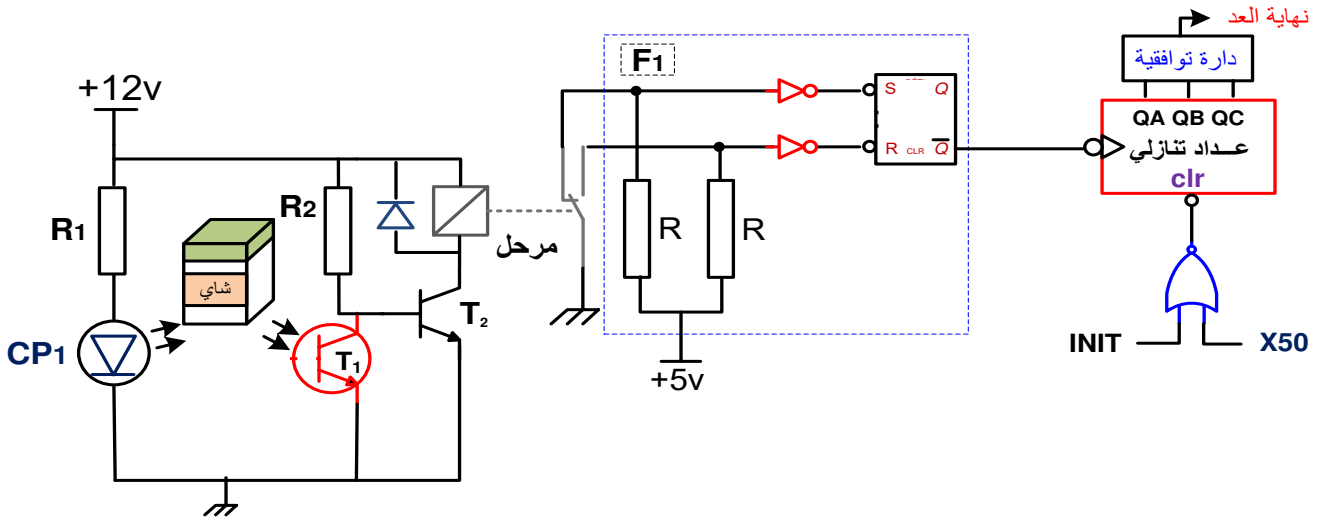 نهاية العد
دارة توافقية
QA QB QC
عـــداد تنازلي
clr
F1
S Q
R CLR Q
+12v
R1
R2
شاي
مرحل
R R
T2
T1
CP1
+5v
INIT
X50